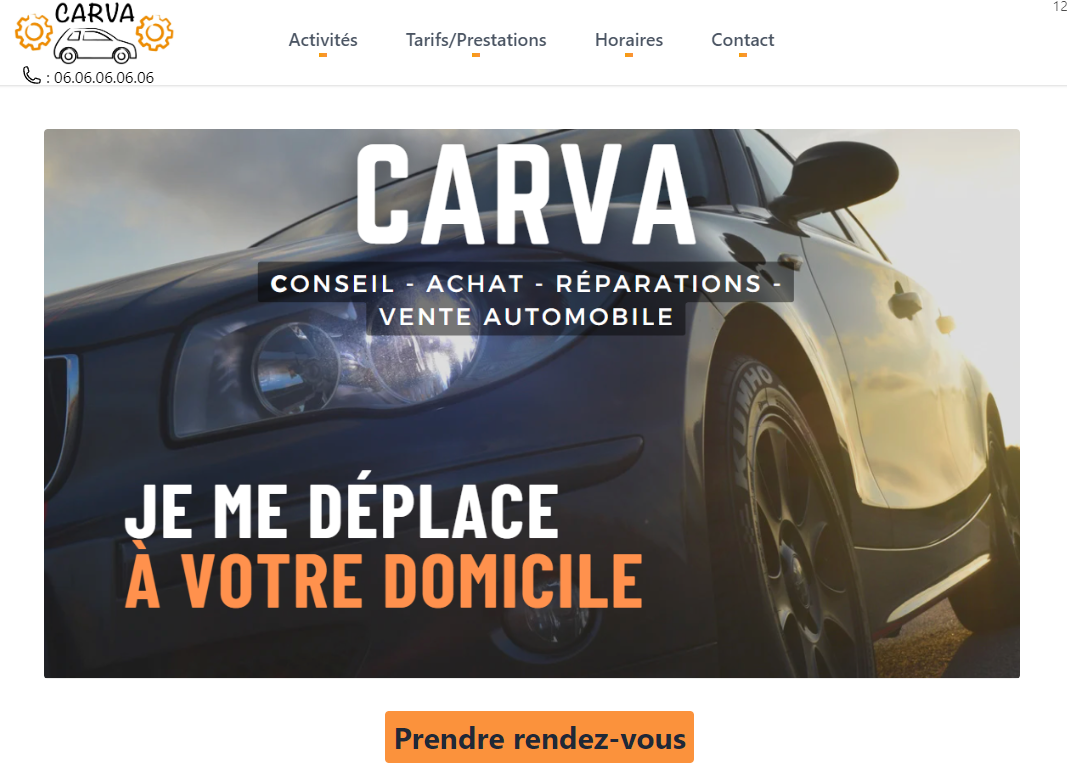 CARVA
: 06.06.06.06.06
Activités
Tarifs/Prestations
Horaires
Contact
12
CARVA
CONSEIL - ACHAT - RÉPARATIONS -
VENTE AUTOMOBILE
KUMHO
JE ME DÉPLACE
À VOTRE DOMICILE
Prendre rendez-vous